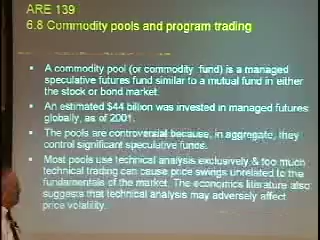 ARE 139
6.8 Commodity pools and program trading
A commodity pool (or commodity fund) is a managed
speculative futures fund similar to a mutual fund in either
the stock or bond market.
An estimated $44 billion was invested in managed futures
globally, as of 2001.
The pools are controversial because, in aggregate, they
control significant speculative funds.
Most pools use technical analysis exclusively & too much
technical trading can cause price swings unrelated to the
fundamentals of the market. The economics literature also
suggests that technical analysis may adversely affect
price volatility.